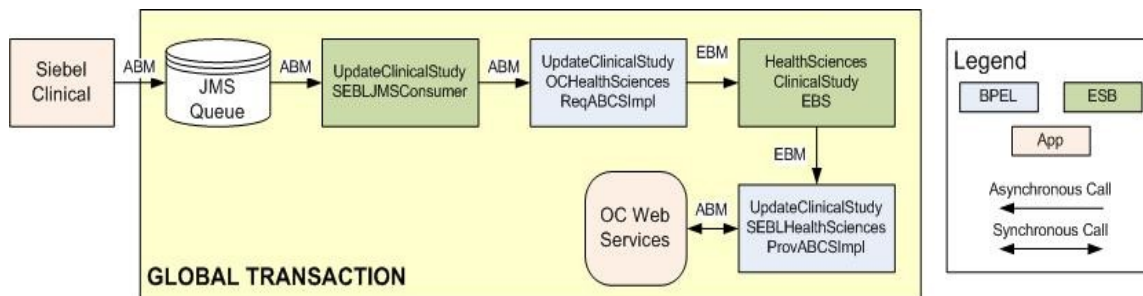 Siebel
Clinical
ABM
JMS
Queue
ABM
UpdateClinicalStudy
SEBLJMSConsumer
ABM
UpdateClinicalStudy
OCHealthSciences
ReqABCSImpl
EBM
HealthSciences
ClinicalStudy
EBS
EBM
OC Web
Services
ABM
UpdateClinicalStudy
SEBLHealthSciences
ProvABCSImpl
GLOBAL TRANSACTION
Legend
BPEL
ESB
App
Asynchronous Call
Synchronous Call